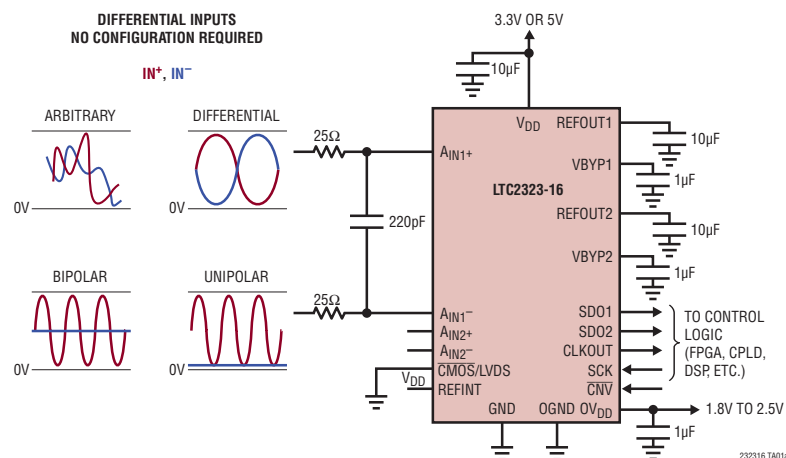 DIFFERENTIAL INPUTS
NO CONFIGURATION REQUIRED
IN+, IN−
ARBITRARY
DIFFERENTIAL
0V
0V
BIPOLAR
UNIPOLAR
0V
0V
25Ω
220pF
25Ω
3.3V OR 5V
10µF
VDD
REFOUT1
10µF
AIN1+
VBYP1
1µF
LTC2323-16
REFOUT2
10µF
VBYP2
1µF
AIN1−
AIN2+
AIN2−
CMOS/LVDS
VDD
REFINT
SDO1
SDO2
CLKOUT
SCK
CNV
TO CONTROL
LOGIC
(FPGA, CPLD,
DSP, ETC.)
GND
OGND
OVDD
1.8V TO 2.5V
1µF